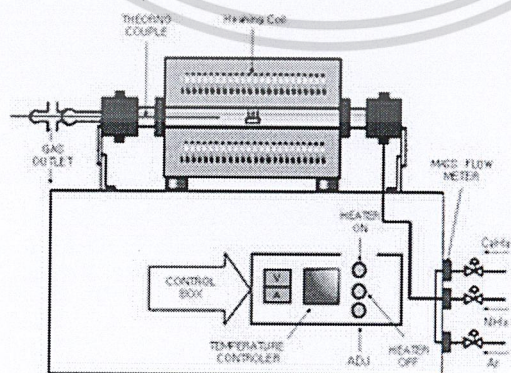 THERMO
COUPLE
Heating Coil
GAS
OUTLET
MASS FLOW
METER
HEATER
ON
C₂H₂
CONTROL
BOX
V
A
NH₃
TEMPERATURE
CONTROLER
ADJ
HEATER
OFF
Ar